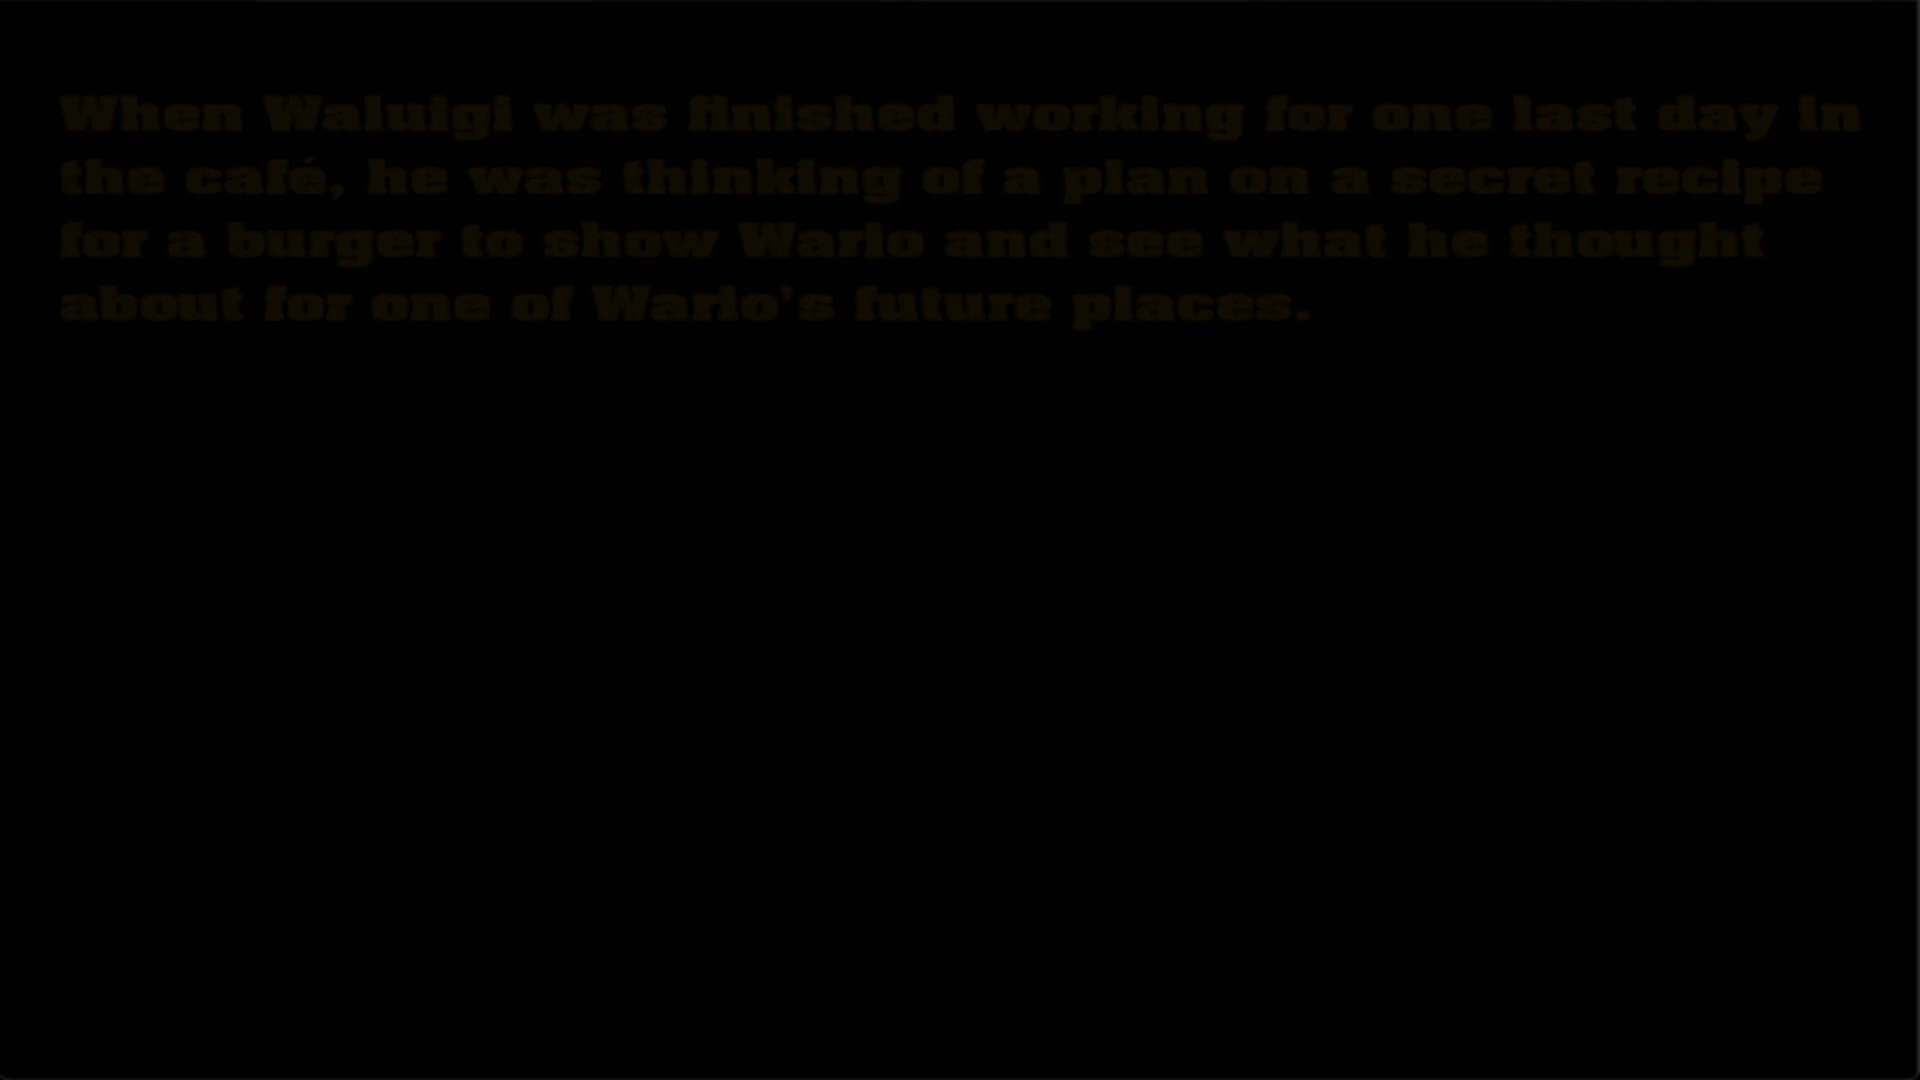 When Waluigi was finished working for one last day in
the café, he was thinking of a plan on a secret recipe
for a burger to show Wario and see what he thought
about for one of Wario's future places.